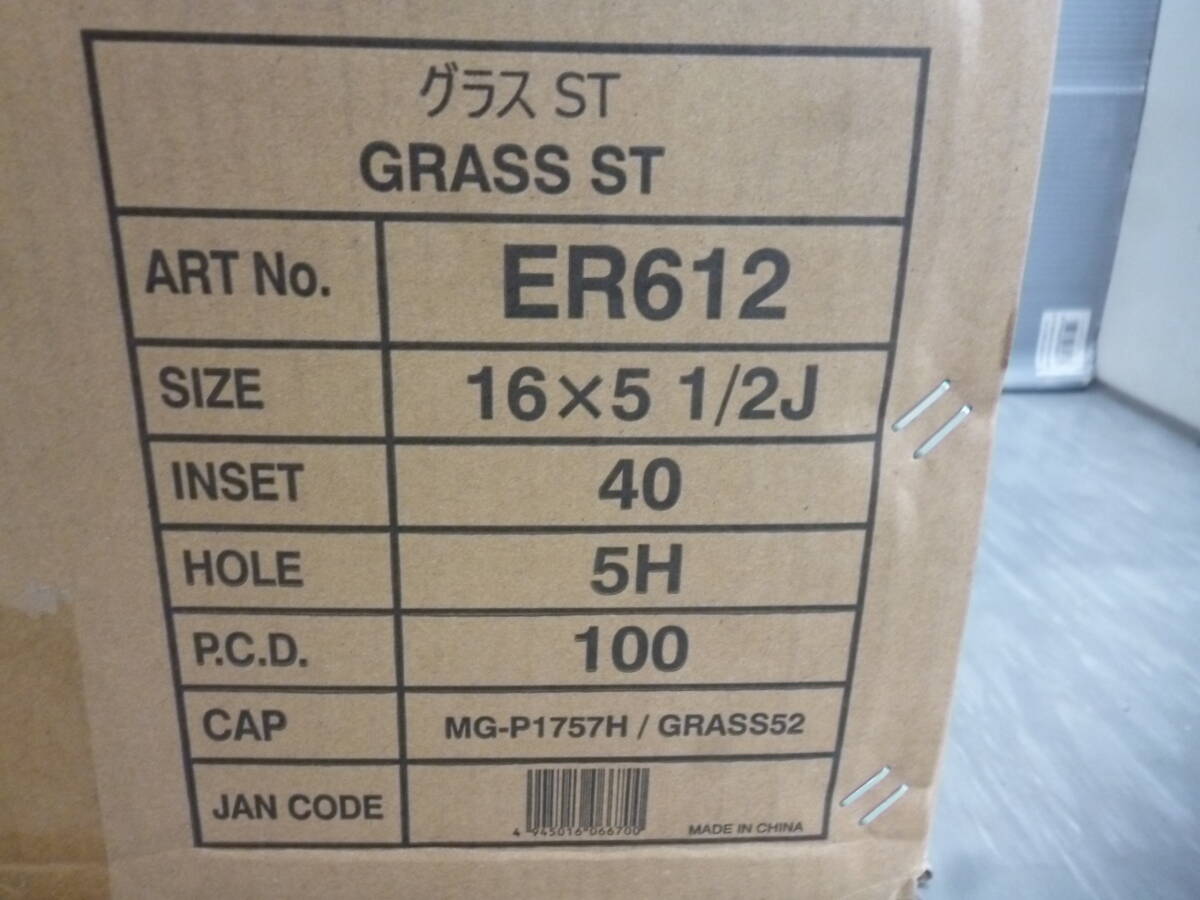 グラス ST
GRASS ST
ART No. ER612
SIZE 16×5 1/2J
INSET 40
HOLE 5H
P.C.D. 100
CAP MG-P1757H / GRASS52
JAN CODE 4 945016 066700 MADE IN CHINA